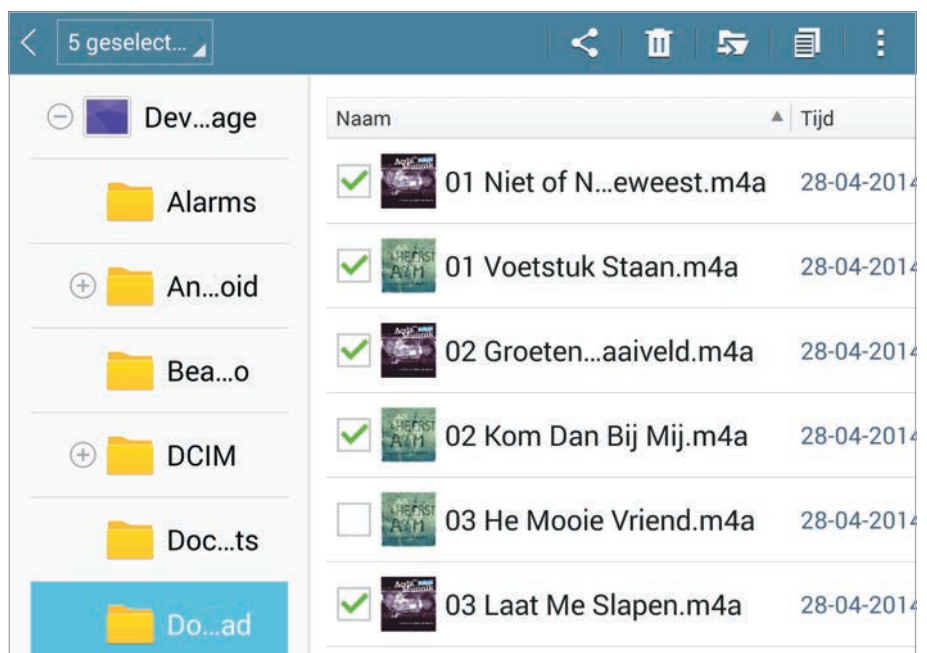 5 geselect...
Dev...age
Alarms
An...oid
Bea...o
DCIM
Doc...ts
Do...ad
Naam
Tijd
01 Niet of N...eweest.m4a
28-04-2014
01 Voetstuk Staan.m4a
28-04-2014
02 Groeten...aaiveld.m4a
28-04-2014
02 Kom Dan Bij Mij.m4a
28-04-2014
03 He Mooie Vriend.m4a
28-04-2014
03 Laat Me Slapen.m4a
28-04-2014